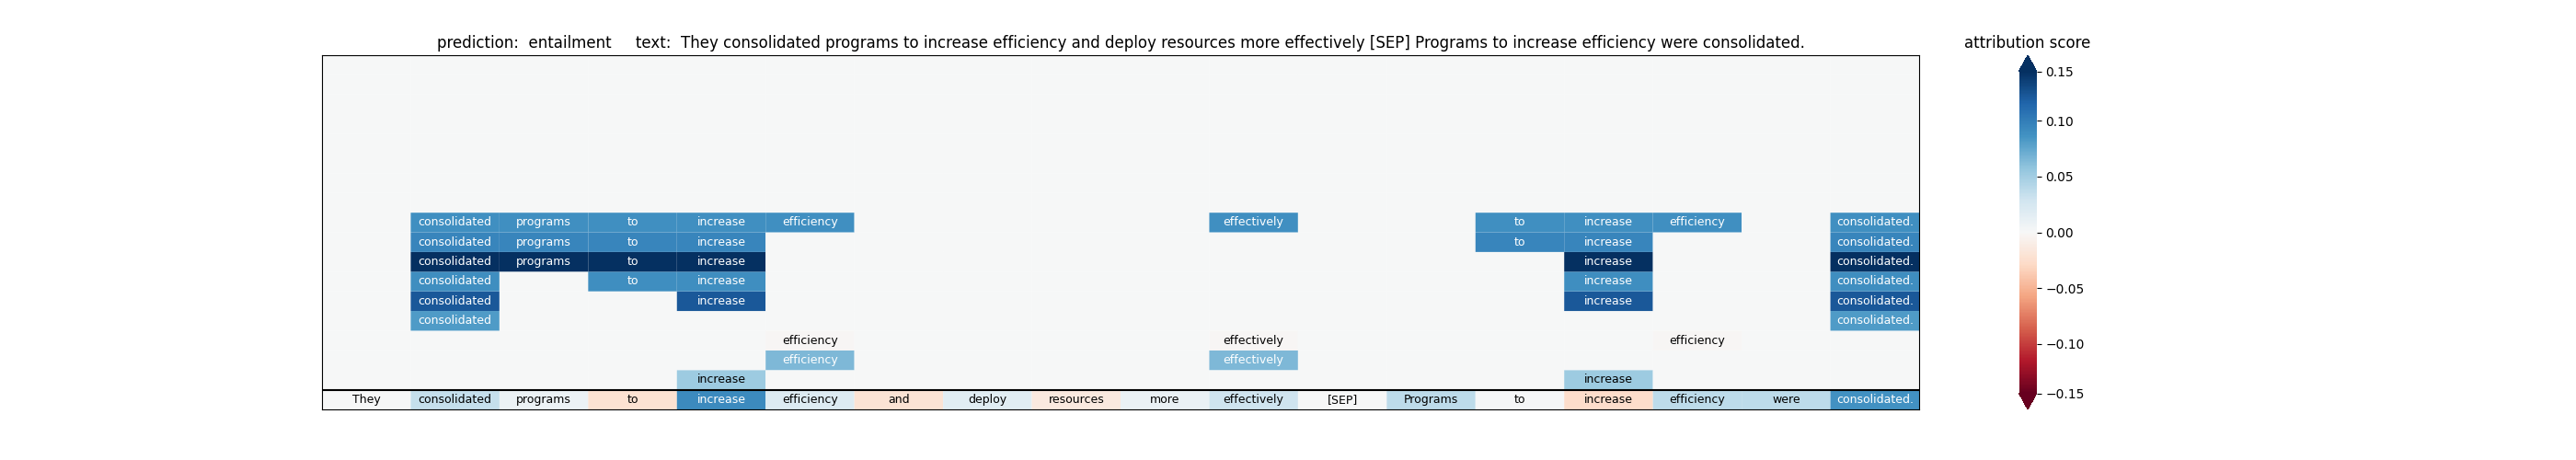 prediction:  entailment     text:  They consolidated programs to increase efficiency and deploy resources more effectively [SEP] Programs to increase efficiency were consolidated.
attribution score
0.15
0.10
0.05
0.00
−0.05
−0.10
−0.15
consolidated programs to increase efficiency effectively to increase efficiency consolidated.
consolidated programs to increase to increase consolidated.
consolidated programs to increase increase consolidated.
consolidated to increase increase consolidated.
consolidated increase increase consolidated.
consolidated consolidated.
efficiency effectively efficiency
efficiency effectively
increase increase
They consolidated programs to increase efficiency and deploy resources more effectively [SEP] Programs to increase efficiency were consolidated.